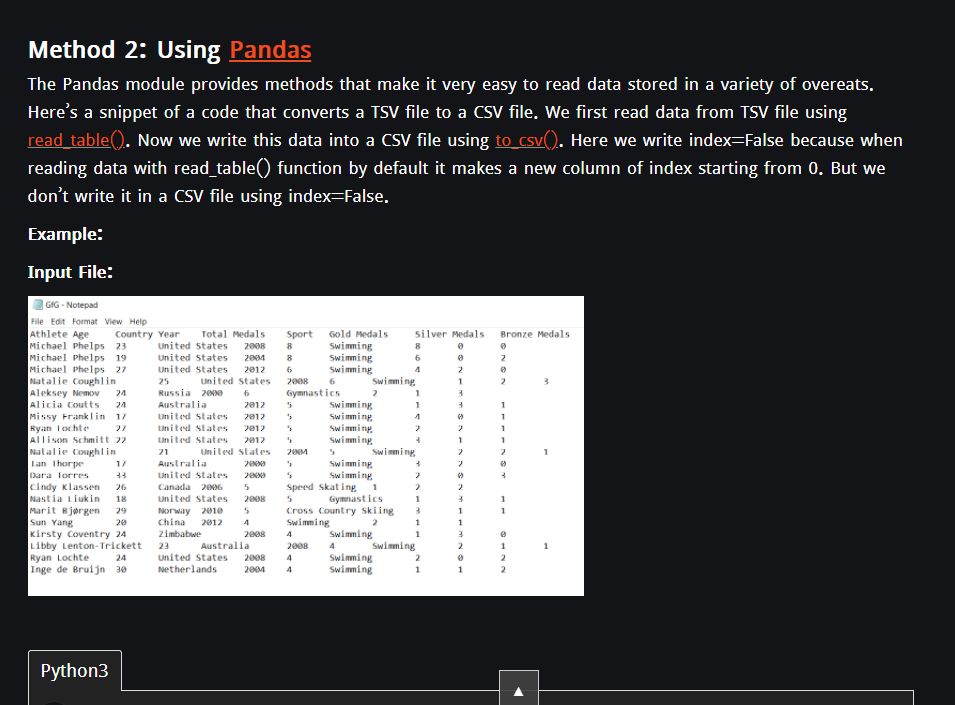 Method 2: Using Pandas
The Pandas module provides methods that make it very easy to read data stored in a variety of overeats.
Here's a snippet of a code that converts a TSV file to a CSV file. We first read data from TSV file using
read_table(). Now we write this data into a CSV file using to_csv(). Here we write index=False because when
reading data with read_table() function by default it makes a new column of index starting from 0. But we
don't write it in a CSV file using index=False.
Example:
Input File:
GfG - Notepad
File Edit Format View Help
Athlete Age Country Year Total Medals Sport Gold Medals Silver Medals Bronze Medals
Michael Phelps 23 United States 2008 8 Swimming 8 0 0
Michael Phelps 19 United States 2004 8 Swimming 6 0 2
Michael Phelps 27 United States 2012 6 Swimming 4 2 0
Natalie Coughlin 25 United States 2008 6 Swimming 1 2 3
Aleksey Nemov 24 Russia 2000 6 Gymnastics 2 1 3
Alicia Coutts 24 Australia 2012 5 Swimming 1 3 1
Missy Franklin 17 United States 2012 5 Swimming 4 0 1
Ryan Lochte 27 United States 2012 5 Swimming 2 2 1
Allison Schmitt 22 United States 2012 5 Swimming 3 1 1
Natalie Coughlin 21 United States 2004 5 Swimming 2 2 1
Ian Thorpe 17 Australia 2000 5 Swimming 3 2 0
Dara Torres 33 United States 2000 5 Swimming 2 0 3
Cindy Klassen 26 Canada 2006 5 Speed Skating 1 2 2
Nastia Liukin 18 United States 2008 5 Gymnastics 1 3 1
Marit Bjørgen 29 Norway 2010 5 Cross Country Skiing 3 1 1
Sun Yang 20 China 2012 4 Swimming 2 1 1
Kirsty Coventry 24 Zimbabwe 2008 4 Swimming 1 3 0
Libby Lenton-Trickett 23 Australia 2008 4 Swimming 2 1 1
Ryan Lochte 24 United States 2008 4 Swimming 2 0 2
Inge de Bruijn 30 Netherlands 2004 4 Swimming 1 1 2
Python3